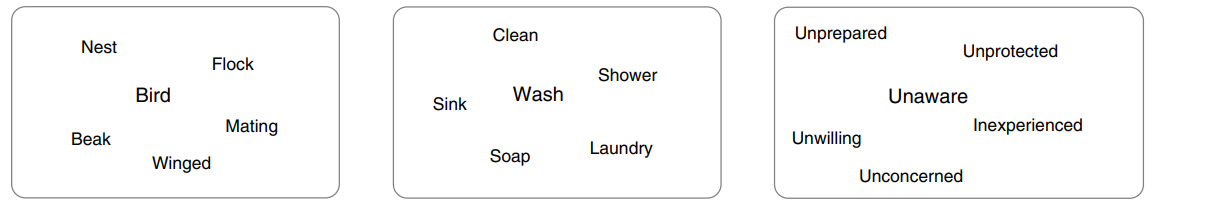 Nest
Flock
Bird
Mating
Beak
Winged
Clean
Shower
Sink
Wash
Laundry
Soap
Unprepared
Unprotected
Unaware
Inexperienced
Unwilling
Unconcerned